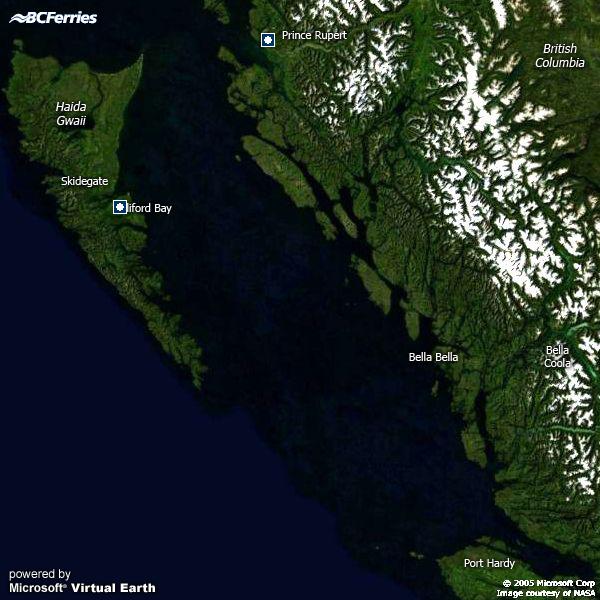 BCFerries
Prince Rupert
British
Columbia
Haida
Gwaii
Skidegate
liford Bay
Bella Bella
Bella
Coola
Port Hardy
powered by
Microsoft® Virtual Earth
© 2005 Microsoft Corp
Image courtesy of NASA